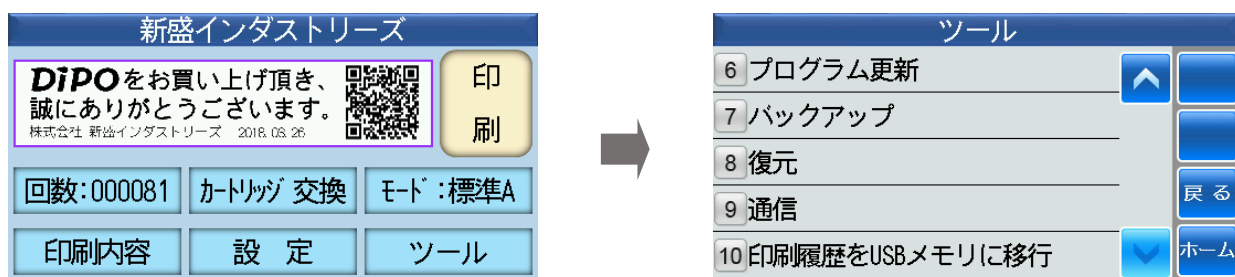 新盛インダストリーズ
DiPOをお買い上げ頂き、
誠にありがとうございます。
株式会社 新盛インダストリーズ 2018.03.26
印刷
回数:000081
カートリッジ 交換
モード:標準A
印刷内容
設 定
ツール
ツール
6 プログラム更新
7 バックアップ
8 復元
9 通信
10 印刷履歴をUSBメモリに移行
戻る
ホーム